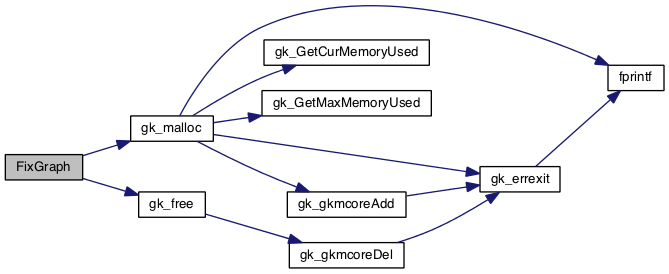 gk_GetCurMemoryUsed
fprintf
gk_GetMaxMemoryUsed
gk_malloc
FixGraph
gk_errexit
gk_free
gk_gkmcoreAdd
gk_gkmcoreDel